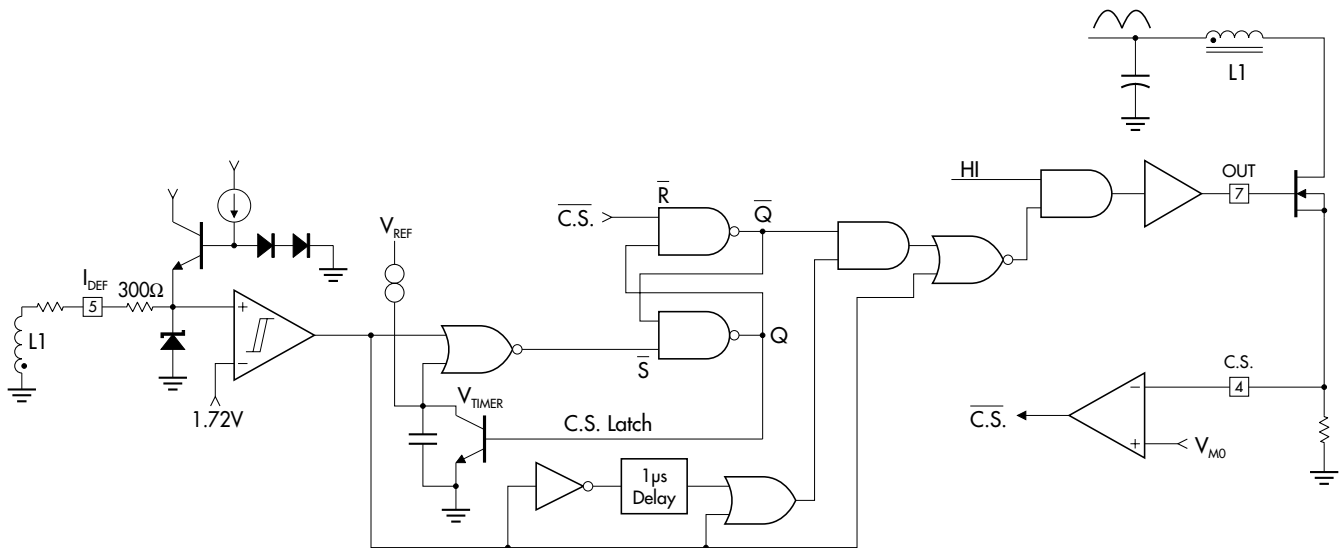 L1
HI
OUT
7
R
Q
C.S.
V_REF
I_DEF
300Ω
5
L1
1.72V
S
Q
V_TIMER
C.S. Latch
1µs
Delay
C.S.
4
C.S.
V_M0